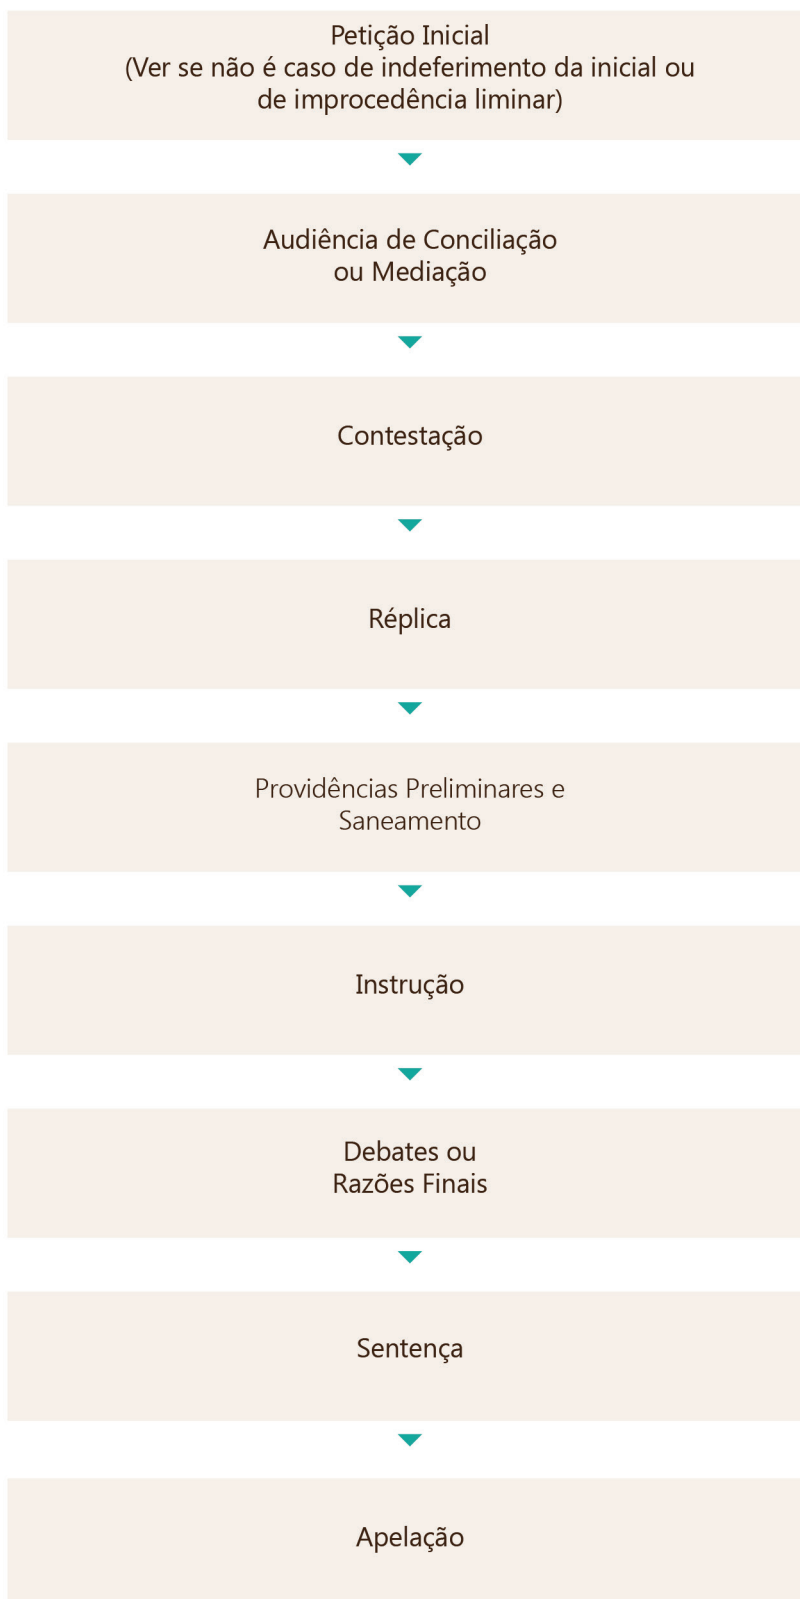 Petição Inicial
(Ver se não é caso de indeferimento da inicial ou
de improcedência liminar)
Audiência de Conciliação
ou Mediação
Contestação
Réplica
Providências Preliminares e
Saneamento
Instrução
Debates ou
Razões Finais
Sentença
Apelação